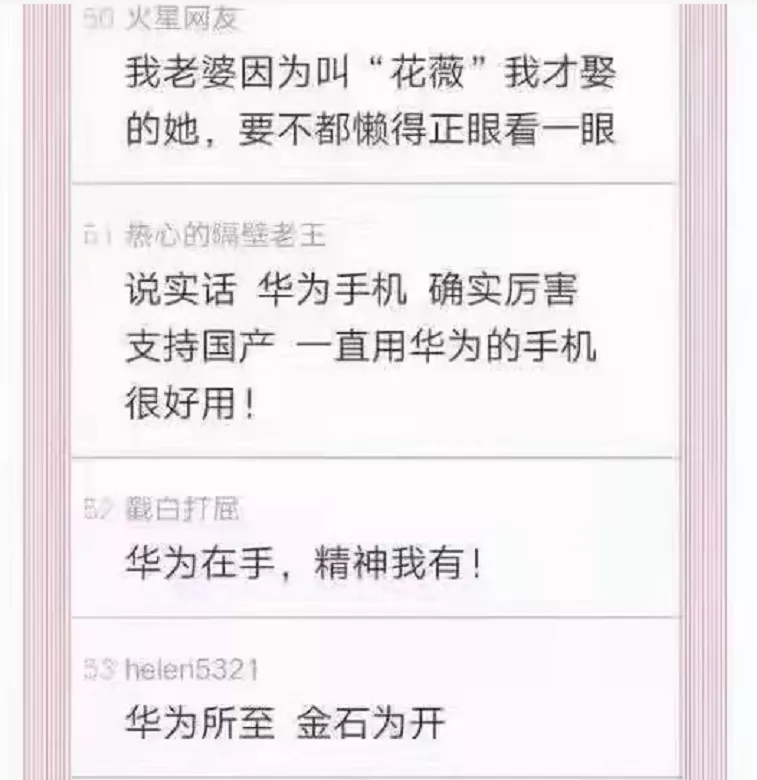 50 火星网友
我老婆因为叫“花薇”我才娶
的她，要不都懒得正眼看一眼
51 热心的隔壁老王
说实话 华为手机 确实厉害
支持国产 一直用华为的手机
很好用！
52 戳白打屈
华为在手，精神我有！
53 helen5321
华为所至 金石为开